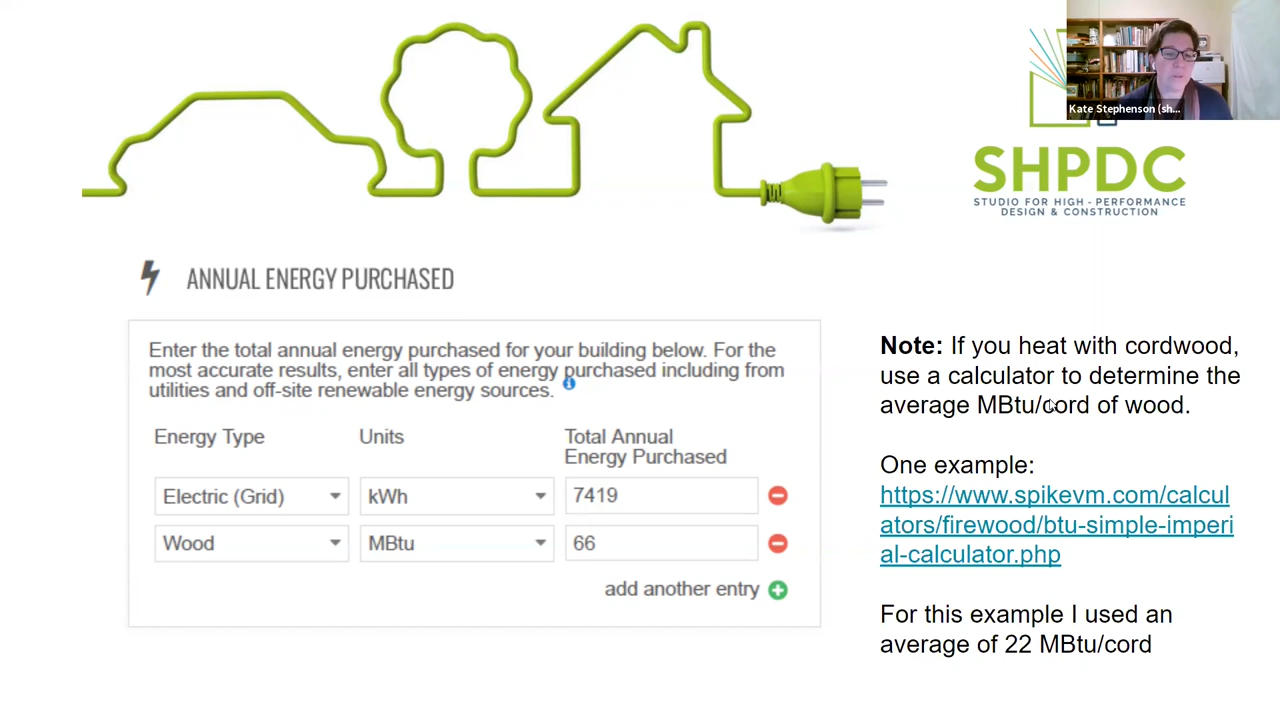 Kate Stephenson (sh...
SHPDC
STUDIO FOR HIGH - PERFORMANCE
DESIGN & CONSTRUCTION
ANNUAL ENERGY PURCHASED
Enter the total annual energy purchased for your building below. For the
most accurate results, enter all types of energy purchased including from
utilities and off-site renewable energy sources.
Energy Type Units Total Annual
Energy Purchased
Electric (Grid) kWh 7419
Wood MBtu 66
add another entry
Note: If you heat with cordwood,
use a calculator to determine the
average MBtu/cord of wood.
One example:
https://www.spikevm.com/calcul
ators/firewood/btu-simple-imperi
al-calculator.php
For this example I used an
average of 22 MBtu/cord